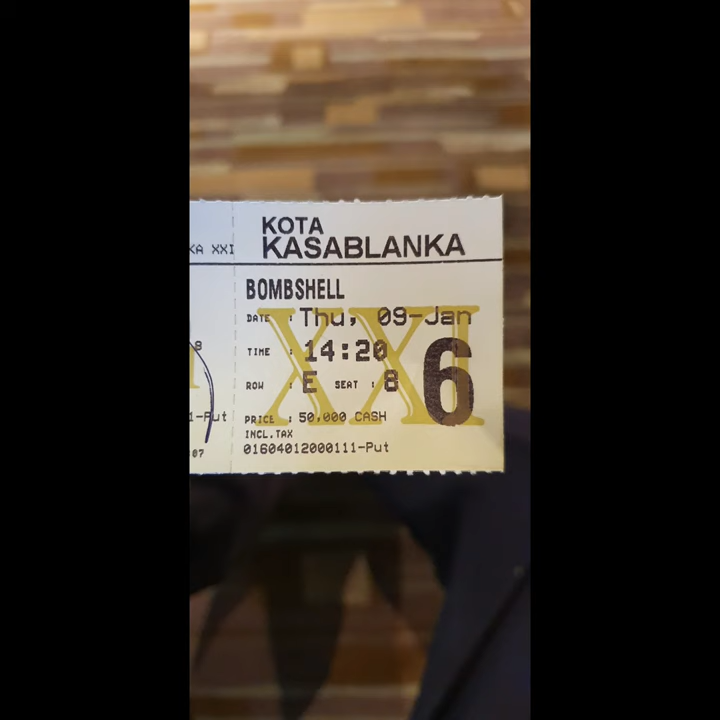 KA XXI
KOTA
KASABLANKA
BOMBSHELL
DATE : Thu, 09-Jan
TIME : 14:20
ROW : E SEAT : 8
6
XXI
PRICE : 50,000 CASH
INCL.TAX
01604012000111-Put
8
1-Put
07